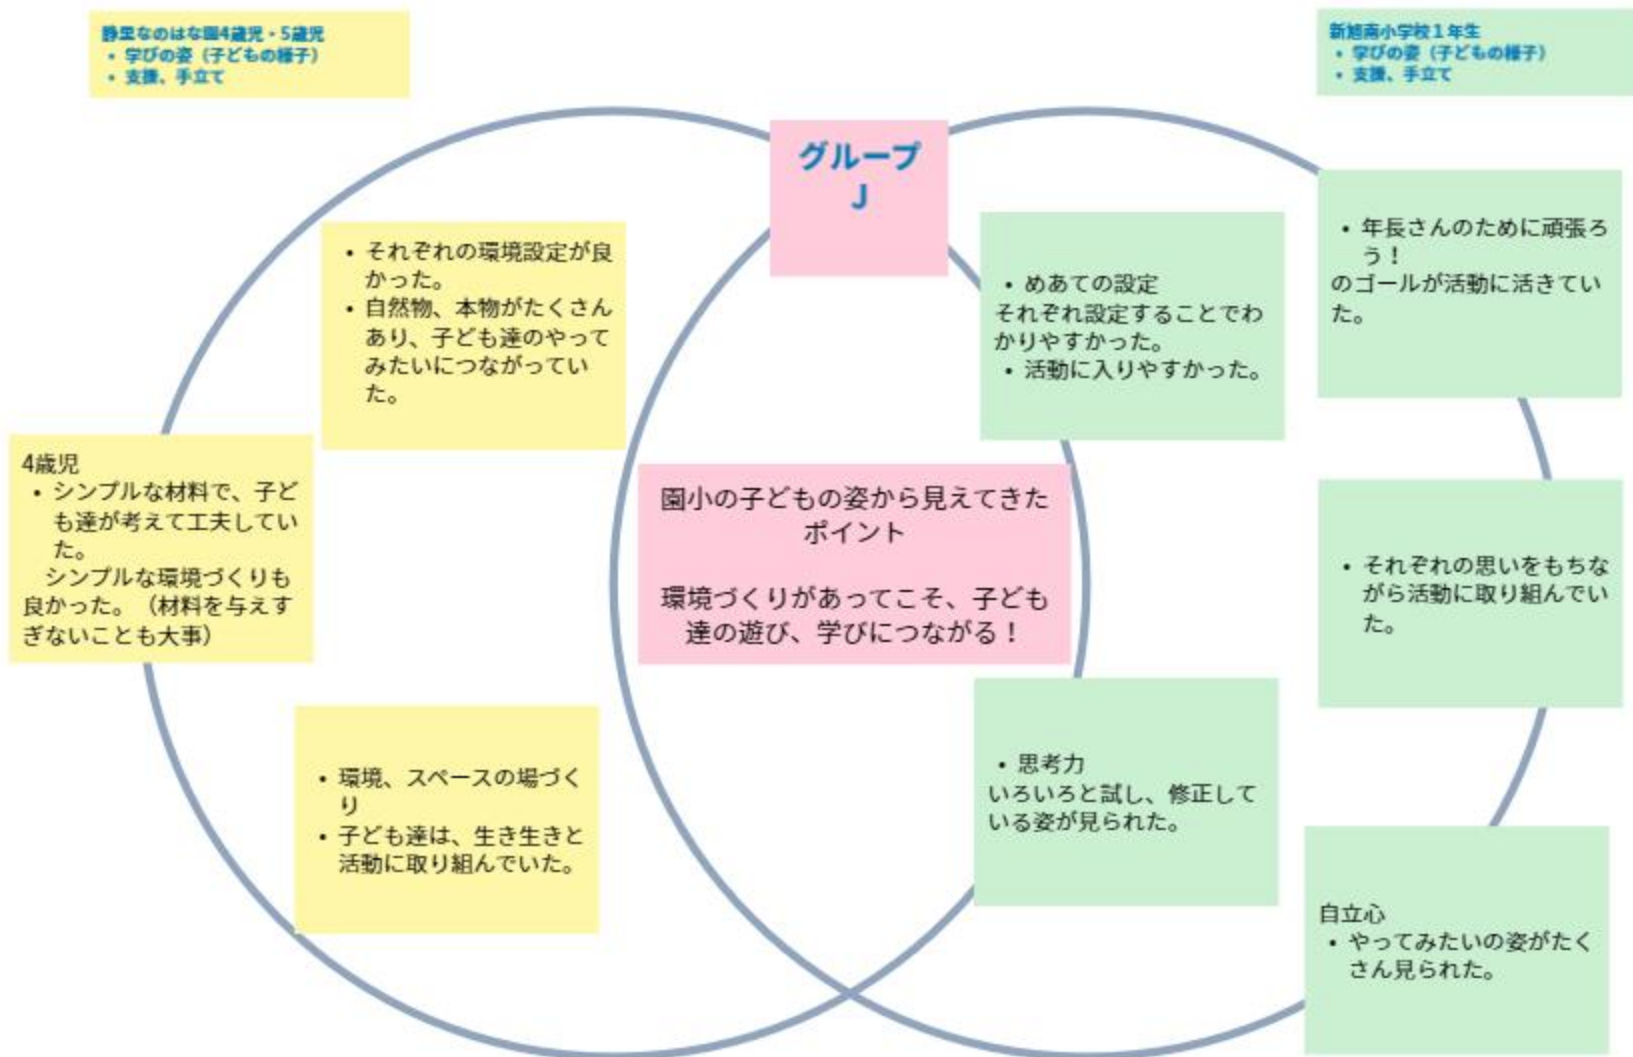 静里なのはな園4歳児・5歳児
• 学びの姿（子どもの様子）
• 支援、手立て
新旭南小学校１年生
• 学びの姿（子どもの様子）
• 支援、手立て
グループ
J
• それぞれの環境設定が良
かった。
• 自然物、本物がたくさん
あり、子ども達のやって
みたいにつながってい
た。
4歳児
• シンプルな材料で、子ど
も達が考えて工夫してい
た。
シンプルな環境づくりも
良かった。（材料を与えす
ぎないことも大事）
• 環境、スペースの場づく
り
• 子ども達は、生き生きと
活動に取り組んでいた。
園小の子どもの姿から見えてきた
ポイント
環境づくりがあってこそ、子ども
達の遊び、学びにつながる！
• めあての設定
それぞれ設定することでわ
かりやすかった。
• 活動に入りやすかった。
• 思考力
いろいろと試し、修正して
いる姿が見られた。
• 年長さんのために頑張ろ
う！
のゴールが活動に活きてい
た。
• それぞれの思いをもちな
がら活動に取り組んでい
た。
自立心
• やってみたいの姿がたく
さん見られた。